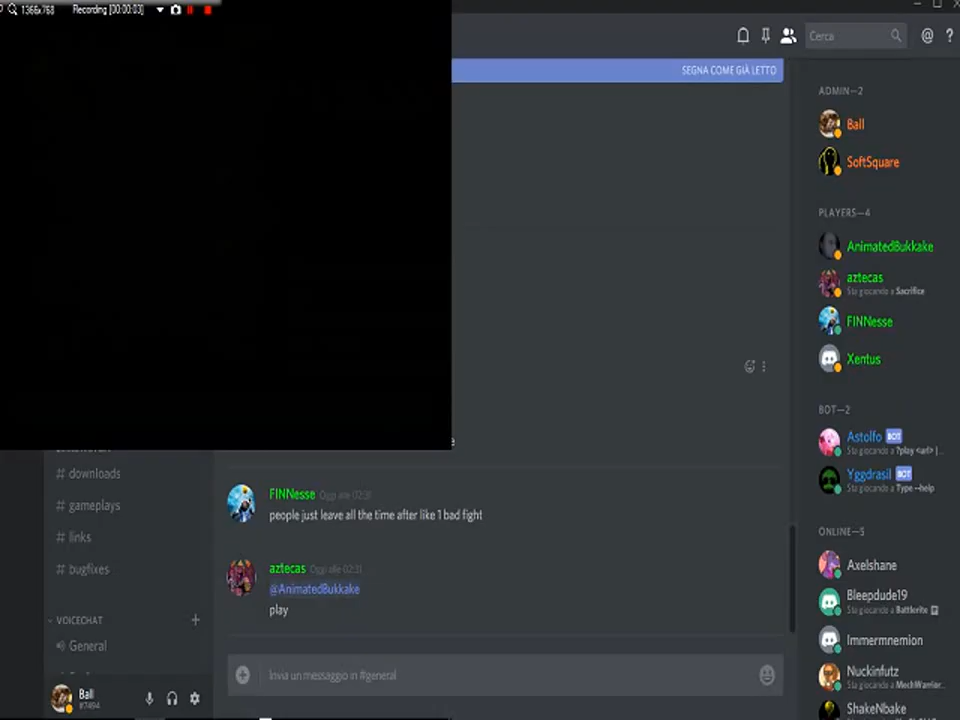 1366x768 Recording [00:00:03]
Cerca
@ ?
SEGNA COME GIÀ LETTO
ADMIN—2
Ball
SoftSquare
PLAYERS—4
AnimatedBukkake
aztecas
Sta giocando a Sacrifice
FINNesse
Xentus
BOT—2
Astolfo BOT
Sta giocando a ?play <url> |...
Yggdrasil BOT
Sta giocando a Type --help
ONLINE—5
Axelshane
Bleepdude19
Sta giocando a Battlerite
Immermnemion
Nuckinfutz
Sta giocando a MechWarrior...
ShaKeNbake
# downloads
# gameplays
# links
# bugfixes
VOICECHAT +
General
Ball
#7494
FINNesse Oggi alle 02:31
people just leave all the time after like 1 bad fight
aztecas Oggi alle 02:31
@AnimatedBukkake
play
Invia un messaggio in #general